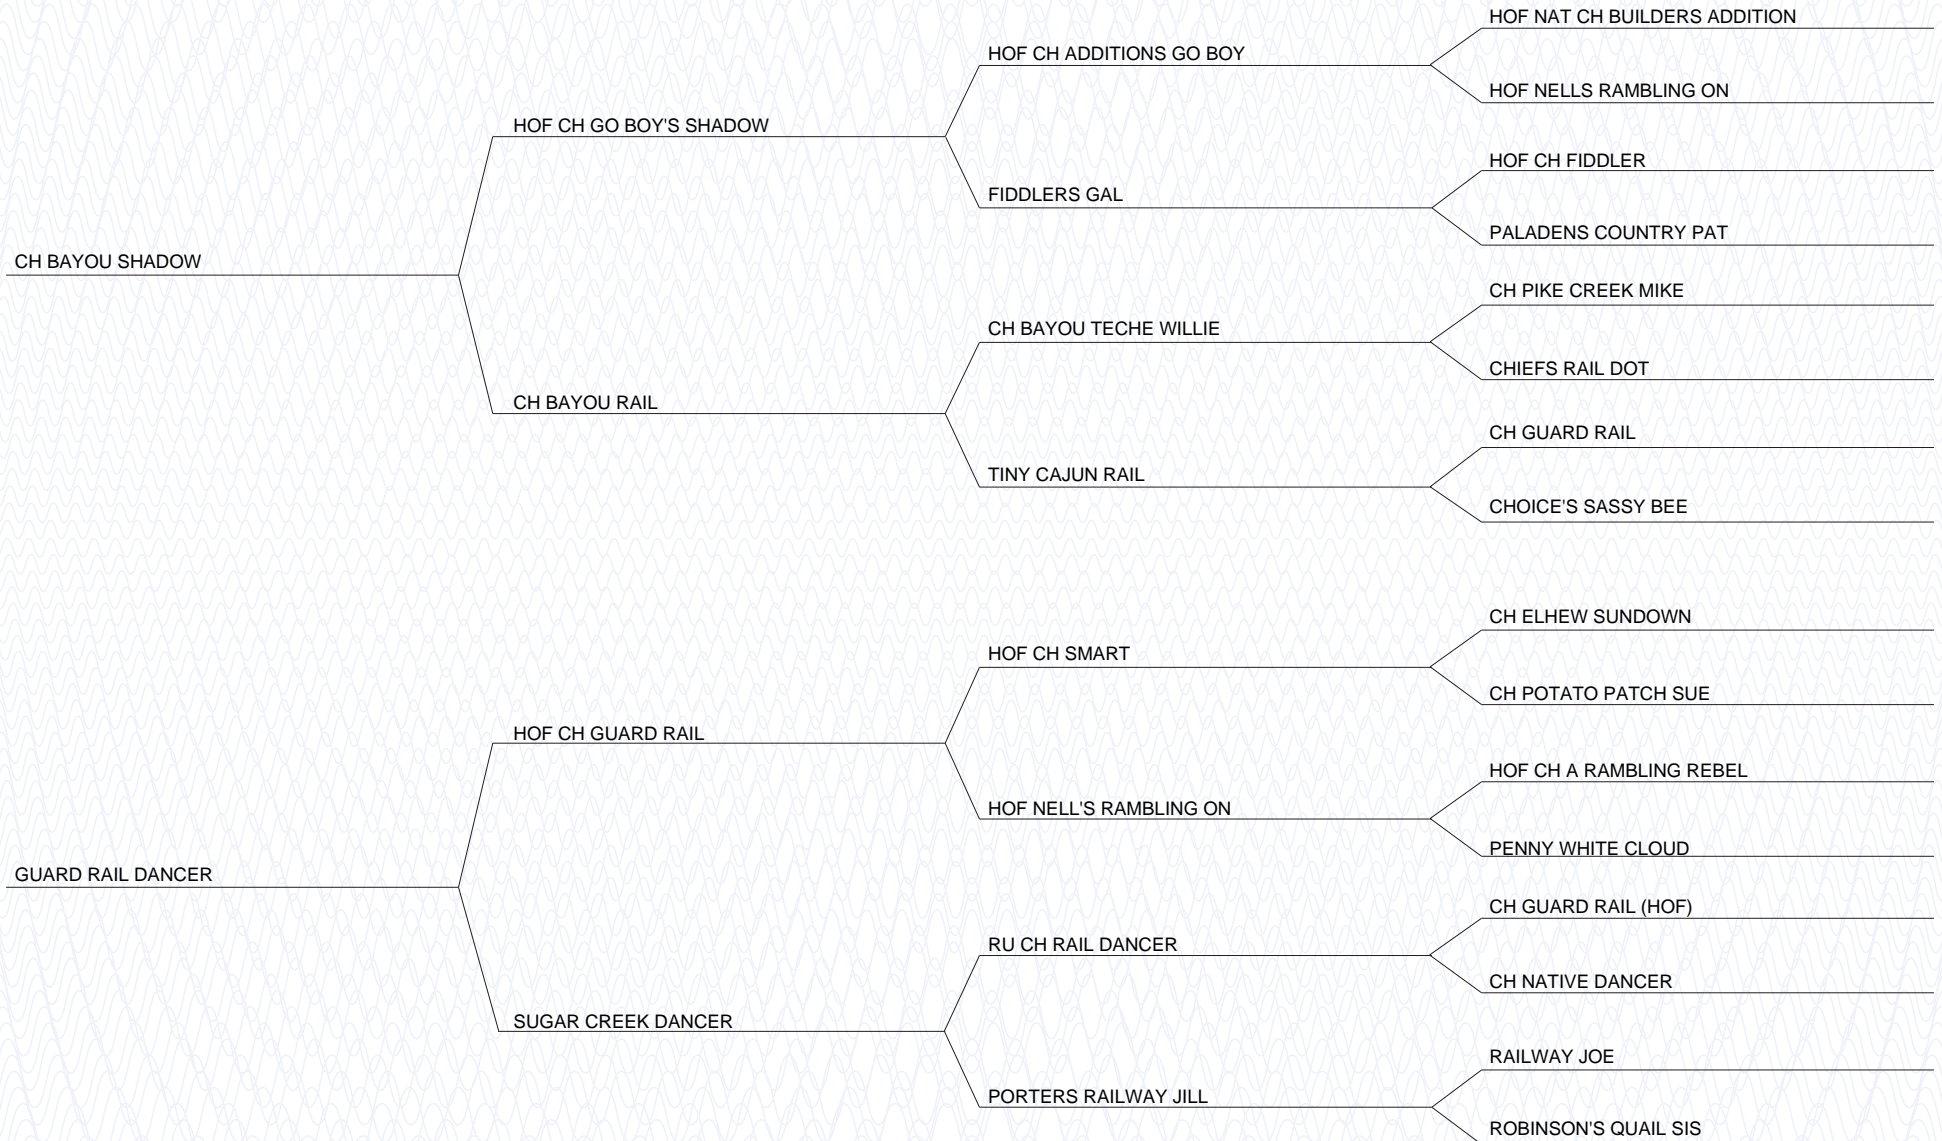 HOF NAT CH BUILDERS ADDITION
HOF CH ADDITIONS GO BOY
HOF NELLS RAMBLING ON
HOF CH GO BOY'S SHADOW
HOF CH FIDDLER
FIDDLERS GAL
PALADENS COUNTRY PAT
CH BAYOU SHADOW
CH PIKE CREEK MIKE
CH BAYOU TECHE WILLIE
CHIEFS RAIL DOT
CH BAYOU RAIL
CH GUARD RAIL
TINY CAJUN RAIL
CHOICE'S SASSY BEE
CH ELHEW SUNDOWN
HOF CH SMART
CH POTATO PATCH SUE
HOF CH GUARD RAIL
HOF CH A RAMBLING REBEL
HOF NELL'S RAMBLING ON
PENNY WHITE CLOUD
GUARD RAIL DANCER
CH GUARD RAIL (HOF)
RU CH RAIL DANCER
CH NATIVE DANCER
SUGAR CREEK DANCER
RAILWAY JOE
PORTERS RAILWAY JILL
ROBINSON'S QUAIL SIS